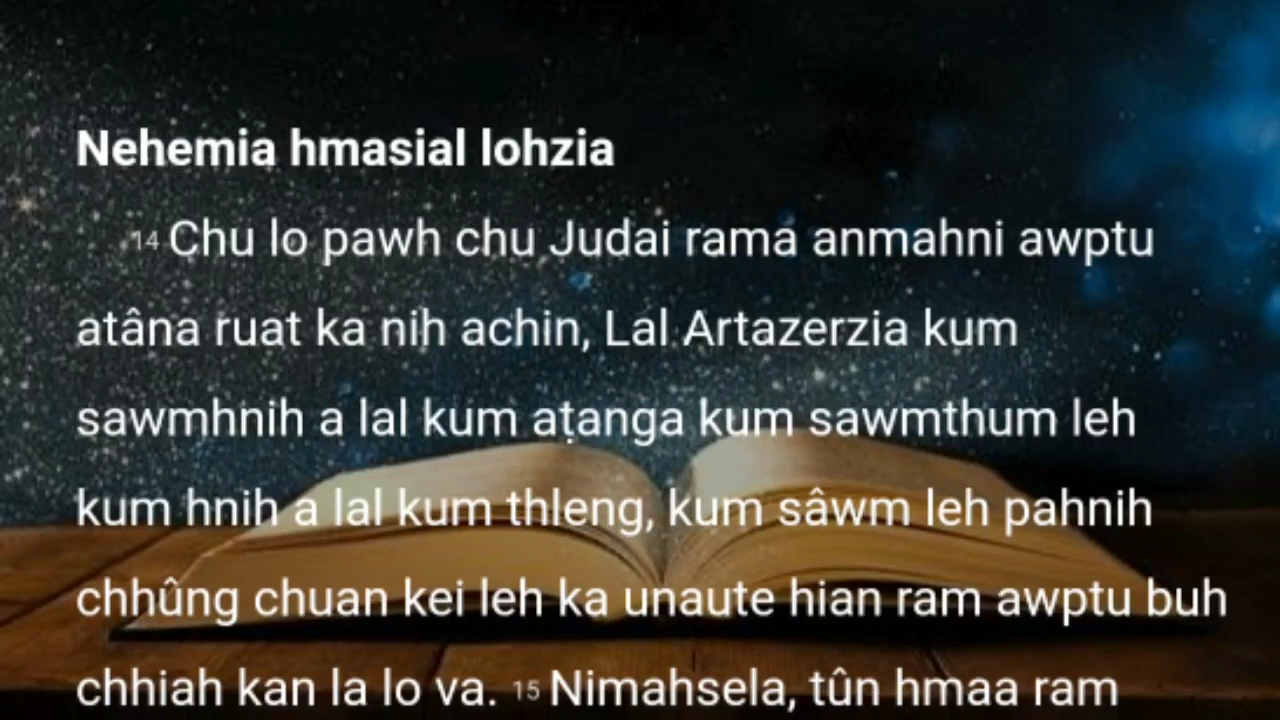 Nehemia hmasial lohzia
14 Chu lo pawh chu Judai rama anmahni awptu
atâna ruat ka nih achin, Lal Artazerzia kum
sawmhnih a lal kum aṭanga kum sawmthum leh
kum hnih a lal kum thleng, kum sâwm leh pahnih
chhûng chuan kei leh ka unaute hian ram awptu buh
chhiah kan la lo va. 15 Nimahsela, tûn hmaa ram